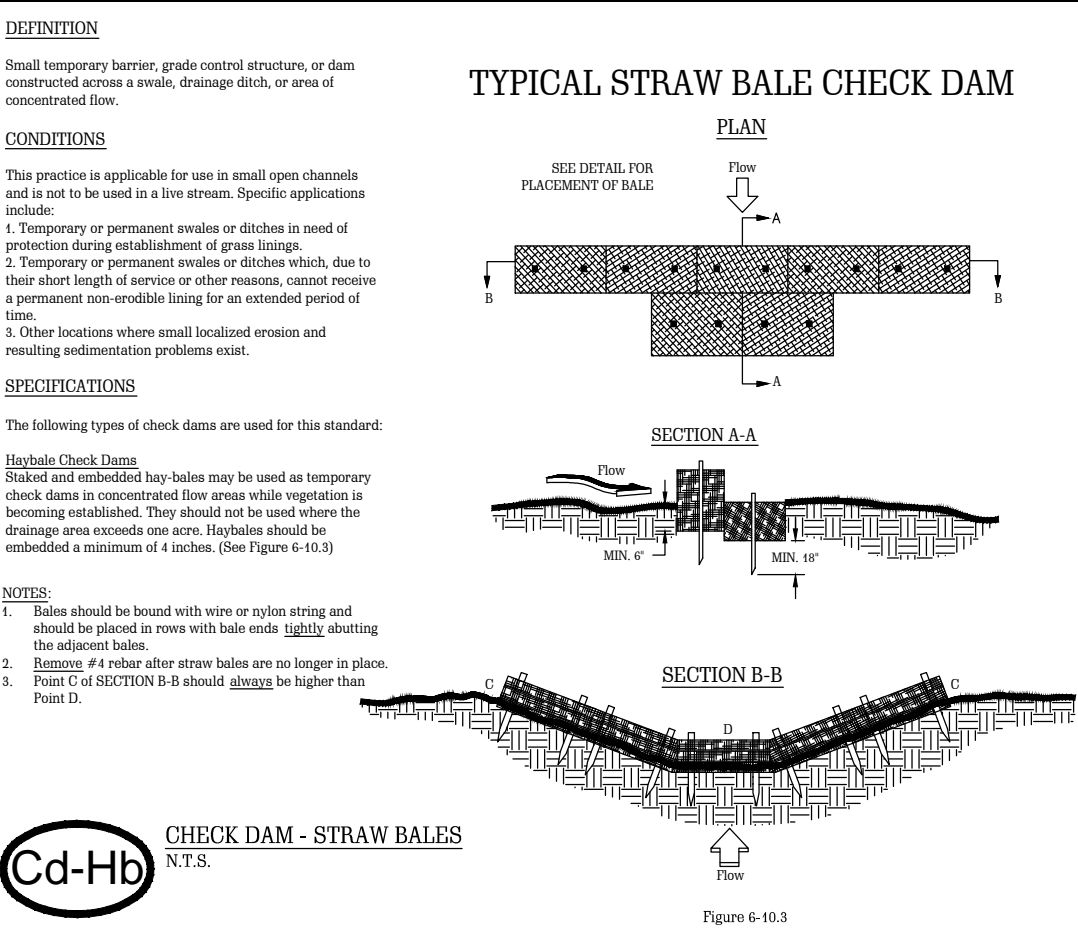 DEFINITION
Small temporary barrier, grade control structure, or dam
constructed across a swale, drainage ditch, or area of
concentrated flow.
CONDITIONS
This practice is applicable for use in small open channels
and is not to be used in a live stream. Specific applications
include:
1. Temporary or permanent swales or ditches in need of
protection during establishment of grass linings.
2. Temporary or permanent swales or ditches which, due to
their short length of service or other reasons, cannot receive
a permanent non-erodible lining for an extended period of
time.
3. Other locations where small localized erosion and
resulting sedimentation problems exist.
SPECIFICATIONS
The following types of check dams are used for this standard:
Haybale Check Dams
Staked and embedded hay-bales may be used as temporary
check dams in concentrated flow areas while vegetation is
becoming established. They should not be used where the
drainage area exceeds one acre. Haybales should be
embedded a minimum of 4 inches. (See Figure 6-10.3)
NOTES:
1. Bales should be bound with wire or nylon string and
should be placed in rows with bale ends tightly abutting
the adjacent bales.
2. Remove #4 rebar after straw bales are no longer in place.
3. Point C of SECTION B-B should always be higher than
Point D.
TYPICAL STRAW BALE CHECK DAM
PLAN
SEE DETAIL FOR
PLACEMENT OF BALE
Flow
A
B
B
A
SECTION A-A
Flow
MIN. 6"
MIN. 18"
SECTION B-B
C
C
D
Flow
Figure 6-10.3
Cd-Hb
CHECK DAM - STRAW BALES
N.T.S.